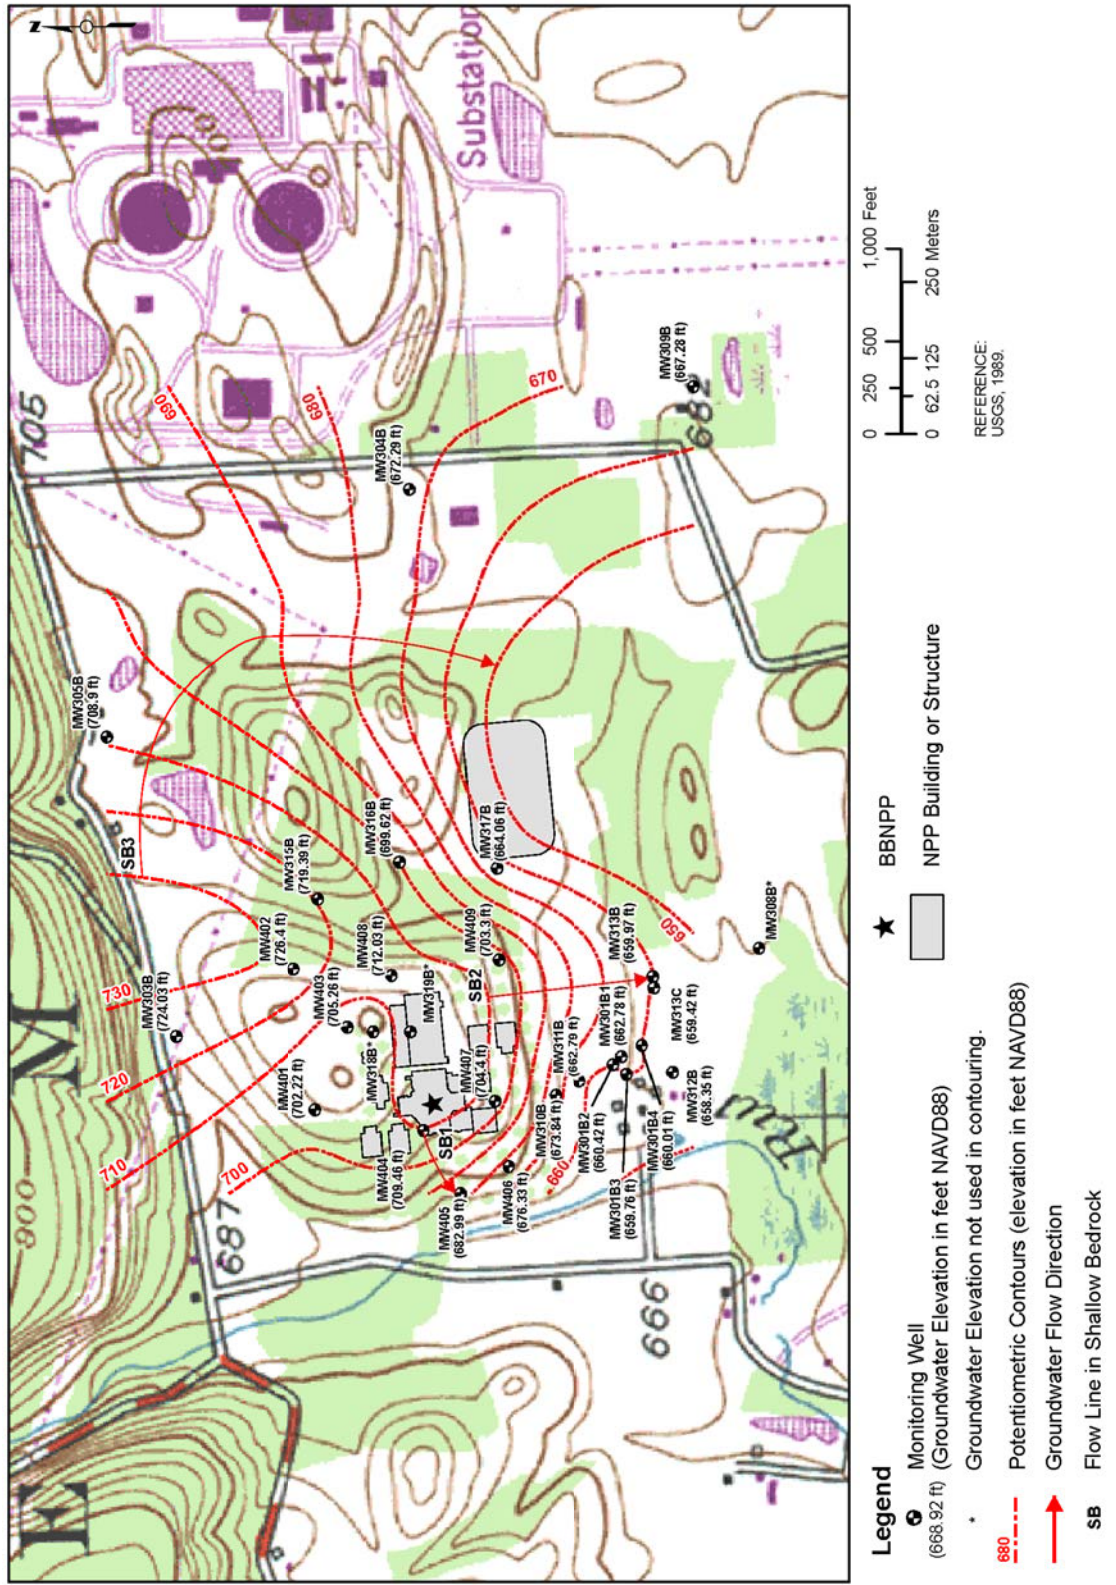 N
E
M
900
687
705
Substation
800
666
682
Run
730
720
710
700
690
680
670
660
650
MW303B
(724.03 ft)
MW305B
(708.9 ft)
SB3
MW402
(726.4 ft)
MW315B
(719.39 ft)
MW401
(702.22 ft)
MW403
(705.26 ft)
MW408
(712.03 ft)
MW316B
(699.62 ft)
MW304B
(672.29 ft)
MW318B*
MW319B*
MW404
(709.46 ft)
SB1
MW407
(704.4 ft)
SB2
MW409
(703.3 ft)
MW317B
(664.06 ft)
MW405
(682.99 ft)
MW406
(676.33 ft)
MW310B
(673.84 ft)
MW311B
(662.79 ft)
MW301B2
(660.42 ft)
MW301B1
(662.78 ft)
MW313B
(659.97 ft)
MW301B3
(659.76 ft)
MW301B4
(660.01 ft)
MW312B
(658.35 ft)
MW313C
(659.42 ft)
MW308B*
MW309B
(667.28 ft)
Legend
Monitoring Well
(668.92 ft) (Groundwater Elevation in feet NAVD88)
* Groundwater Elevation not used in contouring.
680 Potentiometric Contours (elevation in feet NAVD88)
Groundwater Flow Direction
SB Flow Line in Shallow Bedrock
BBNPP
NPP Building or Structure
0 250 500 1,000 Feet
0 62.5 125 250 Meters
REFERENCE:
USGS, 1989.